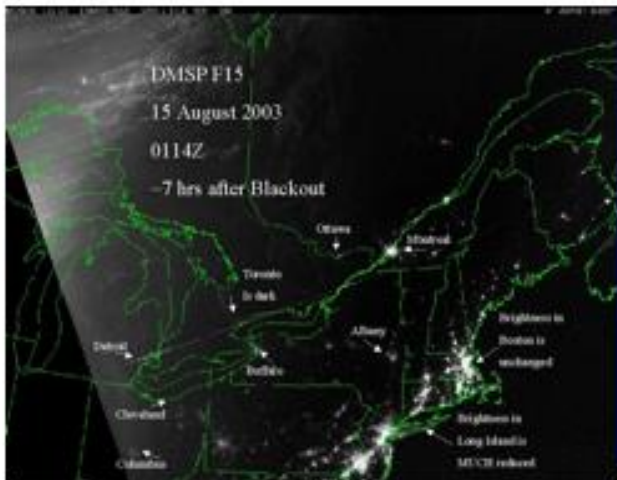 DMSP F15
15 August 2003
0114Z
~7 hrs after Blackout
Ottawa
Montreal
Toronto
Is dark
Albany
Brightness in
Boston is
unchanged
Detroit
Buffalo
Cleveland
Brightness in
Long Island is
MUCH reduced
Columbus